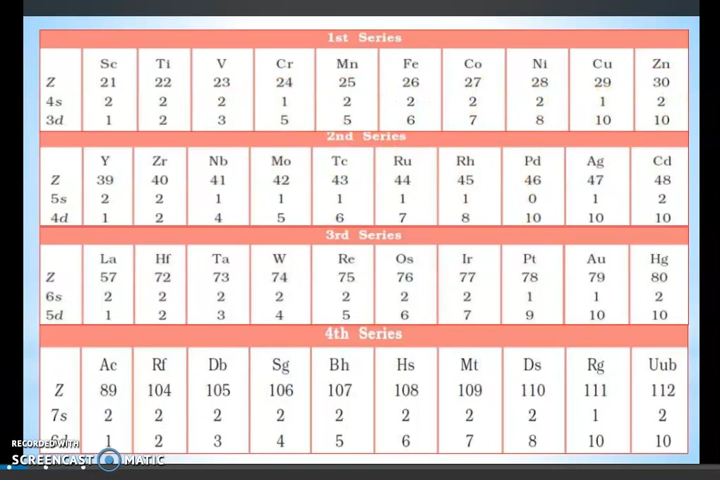 1st Series
Sc Ti V Cr Mn Fe Co Ni Cu Zn
Z 21 22 23 24 25 26 27 28 29 30
4s 2 2 2 1 2 2 2 2 1 2
3d 1 2 3 5 5 6 7 8 10 10
2nd Series
Y Zr Nb Mo Tc Ru Rh Pd Ag Cd
Z 39 40 41 42 43 44 45 46 47 48
5s 2 2 1 1 1 1 1 0 1 2
4d 1 2 4 5 6 7 8 10 10 10
3rd Series
La Hf Ta W Re Os Ir Pt Au Hg
Z 57 72 73 74 75 76 77 78 79 80
6s 2 2 2 2 2 2 2 1 1 2
5d 1 2 3 4 5 6 7 9 10 10
4th Series
Ac Rf Db Sg Bh Hs Mt Ds Rg Uub
Z 89 104 105 106 107 108 109 110 111 112
7s 2 2 2 2 2 2 2 2 1 2
6d 1 2 3 4 5 6 7 8 10 10
RECORDED WITH
SCREENCAST MATIC